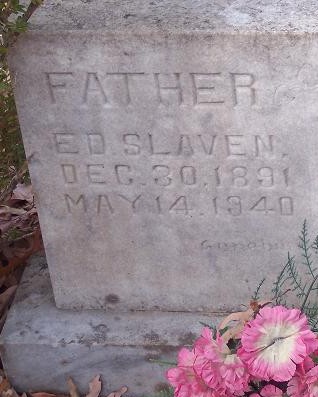 FATHER
ED. SLAVEN.
DEC. 30, 1891
MAY 14. 1940